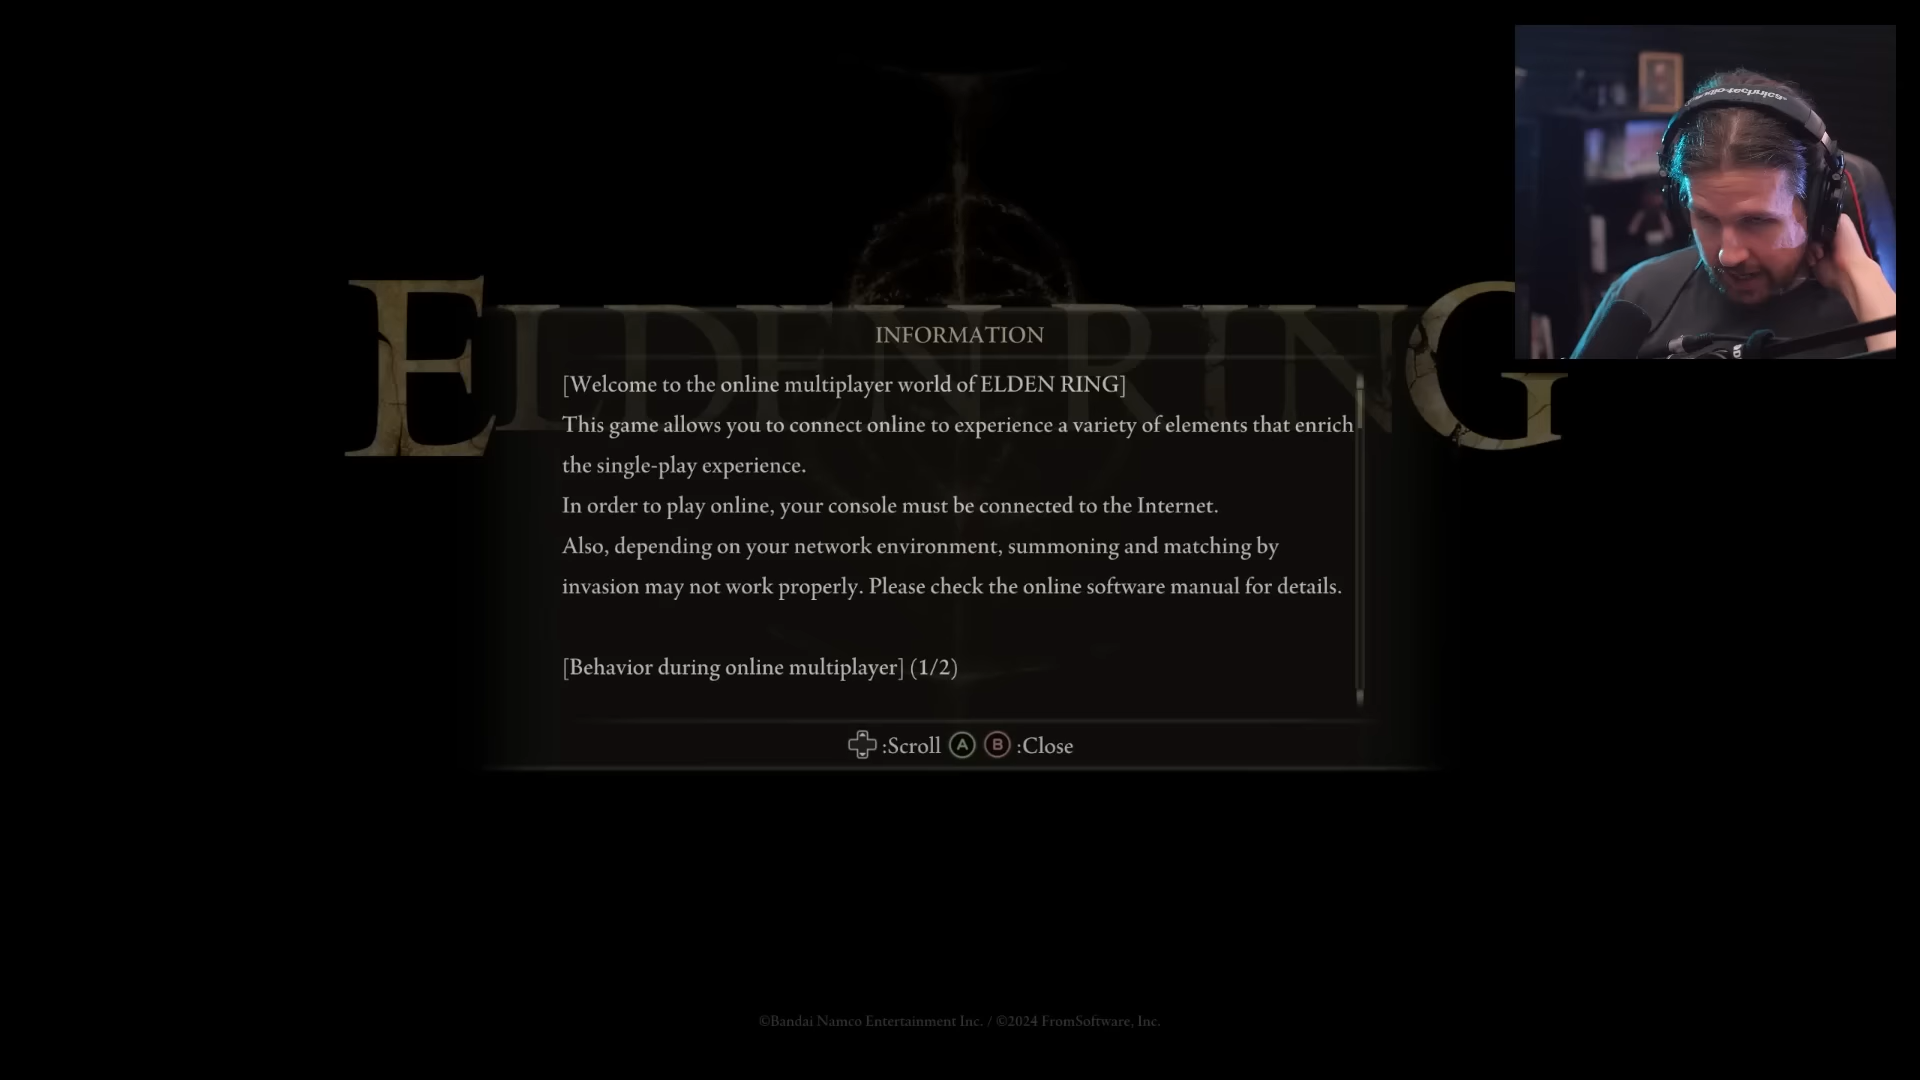 ELDEN RING
INFORMATION
[Welcome to the online multiplayer world of ELDEN RING]
This game allows you to connect online to experience a variety of elements that enrich
the single-play experience.
In order to play online, your console must be connected to the Internet.
Also, depending on your network environment, summoning and matching by
invasion may not work properly. Please check the online software manual for details.
[Behavior during online multiplayer] (1/2)
:Scroll A B :Close
©Bandai Namco Entertainment Inc. / ©2024 FromSoftware, Inc.